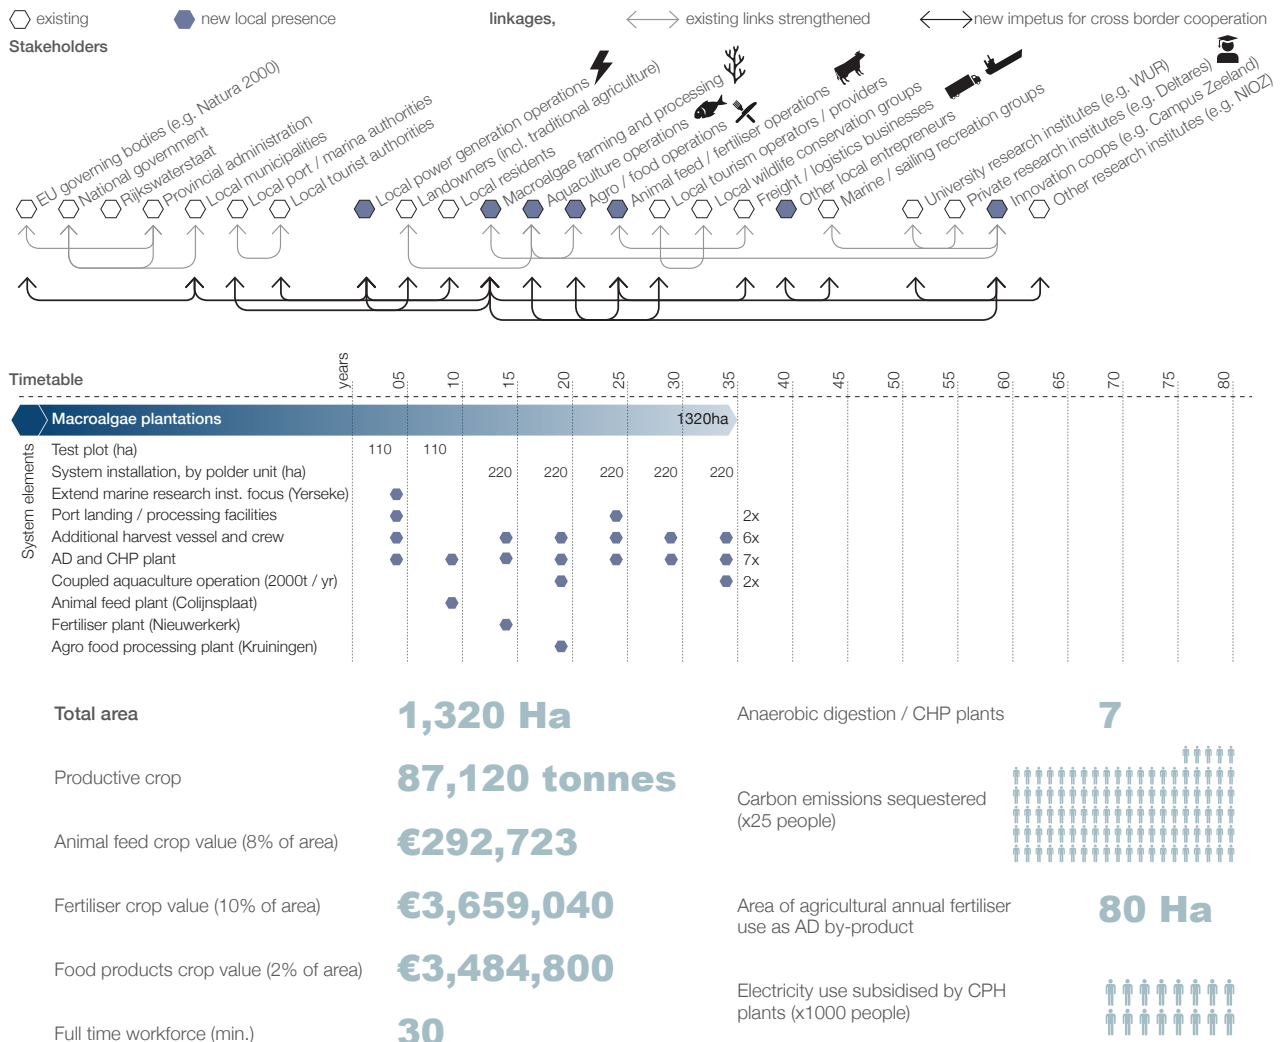 existing
new local presence
linkages,
existing links strengthened
new impetus for cross border cooperation
Stakeholders
EU governing bodies (e.g. Natura 2000)
National government
Rijkswaterstaat
Provincial administration
Local municipalities
Local port / marina authorities
Local tourist authorities
Local power generation operations
Landowners (incl. traditional agriculture)
Local residents
Macroalgae farming and processing
Aquaculture operations
Agro / food operations
Animal feed / fertiliser operations
Local tourism operators / providers
Local wildlife conservation groups
Freight / logistics businesses
Other local entrepreneurs
Marine / sailing recreation groups
University research institutes (e.g. WUR)
Private research institutes (e.g. Deltares)
Innovation coops (e.g. Campus Zeeland)
Other research institutes (e.g. NIOZ)
Timetable
years 05 10 15 20 25 30 35 40 45 50 55 60 65 70 75 80
Macroalgae plantations 1320ha
System elements
Test plot (ha) 110 110
System installation, by polder unit (ha) 220 220 220 220 220
Extend marine research inst. focus (Yerseke)
Port landing / processing facilities 2x
Additional harvest vessel and crew 6x
AD and CHP plant 7x
Coupled aquaculture operation (2000t / yr) 2x
Animal feed plant (Colijnsplaat)
Fertiliser plant (Nieuwerkerk)
Agro food processing plant (Kruiningen)
Total area 1,320 Ha
Productive crop 87,120 tonnes
Animal feed crop value (8% of area) €292,723
Fertiliser crop value (10% of area) €3,659,040
Food products crop value (2% of area) €3,484,800
Full time workforce (min.) 30
Anaerobic digestion / CHP plants 7
Carbon emissions sequestered
(x25 people)
Area of agricultural annual fertiliser
use as AD by-product
80 Ha
Electricity use subsidised by CPH
plants (x1000 people)